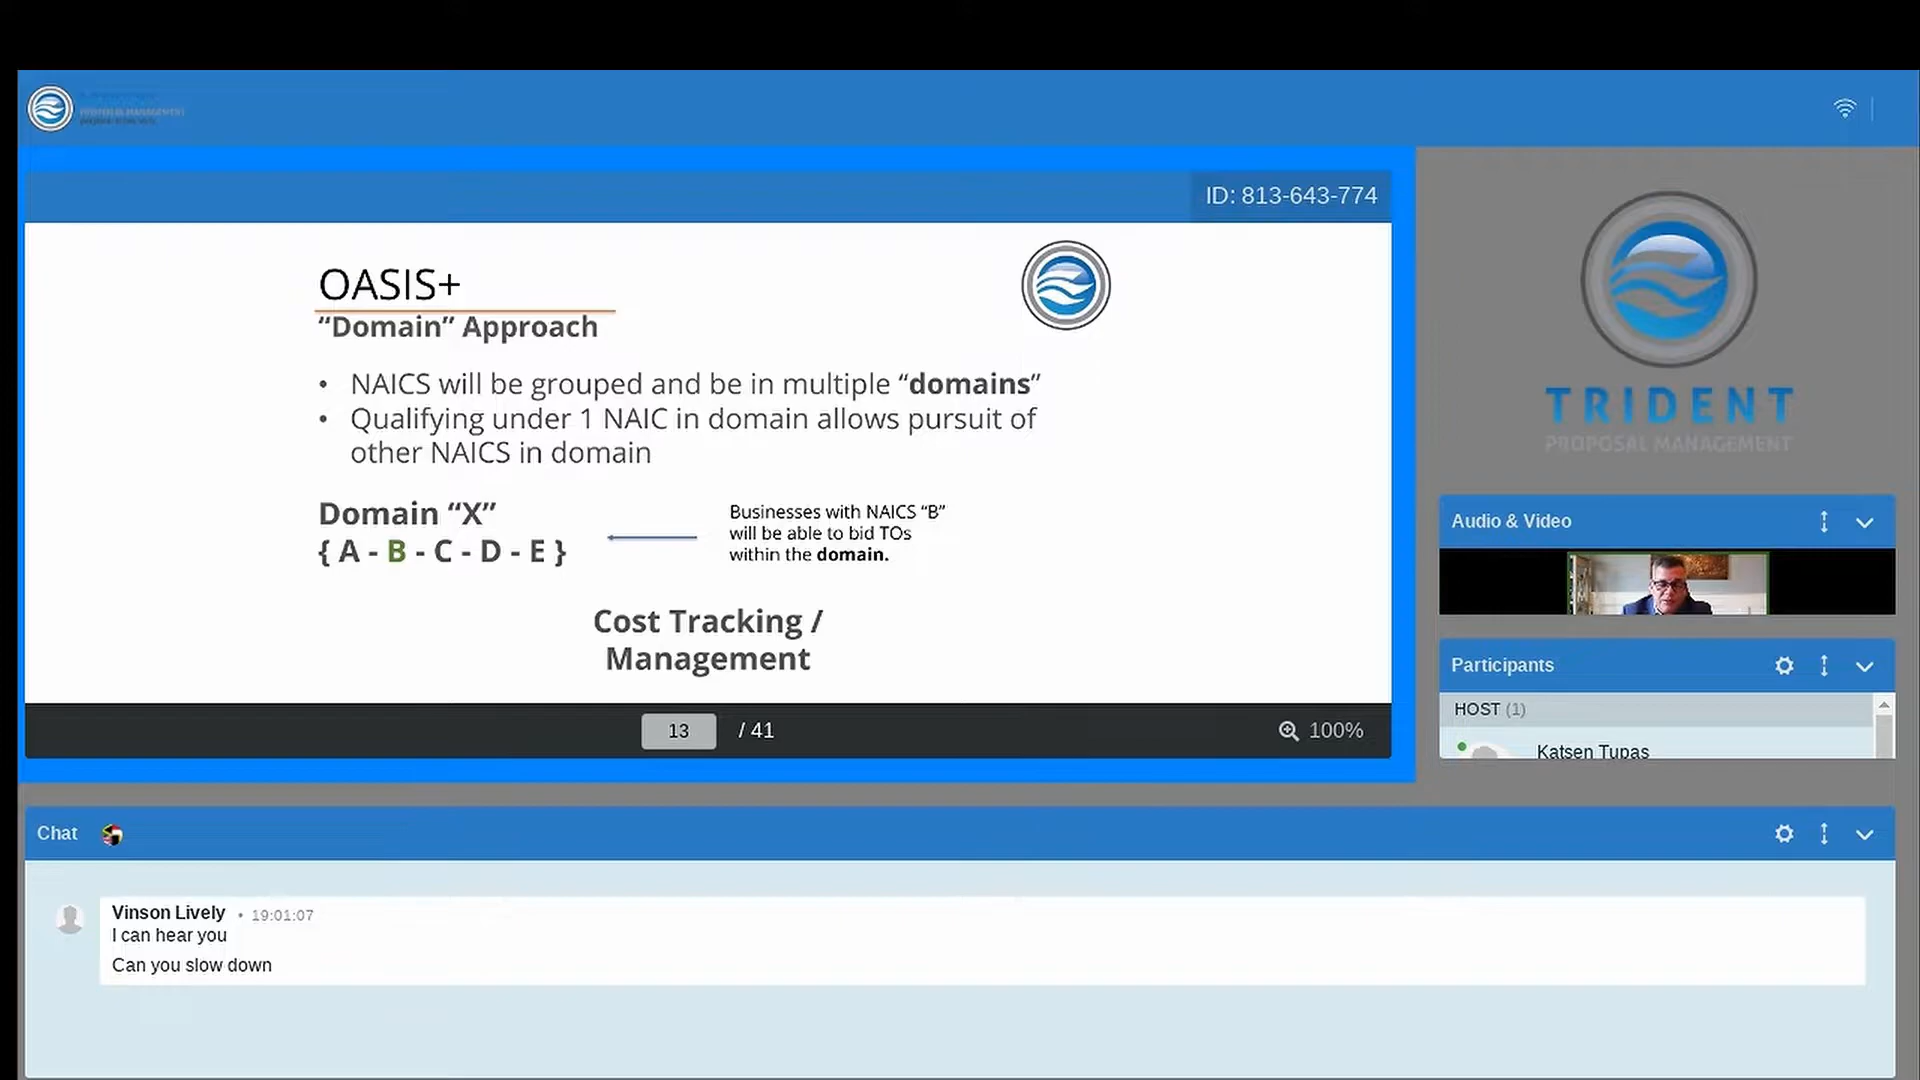 ID: 813-643-774
OASIS+
“Domain” Approach
• NAICS will be grouped and be in multiple “domains”
• Qualifying under 1 NAIC in domain allows pursuit of
other NAICS in domain
Domain “X”
{ A - B - C - D - E }
Businesses with NAICS “B”
will be able to bid TOs
within the domain.
Cost Tracking /
Management
13 / 41
100%
TRIDENT
PROPOSAL MANAGEMENT
Audio & Video
Participants
HOST (1)
Katsen Tupas
Chat
Vinson Lively • 19:01:07
I can hear you
Can you slow down